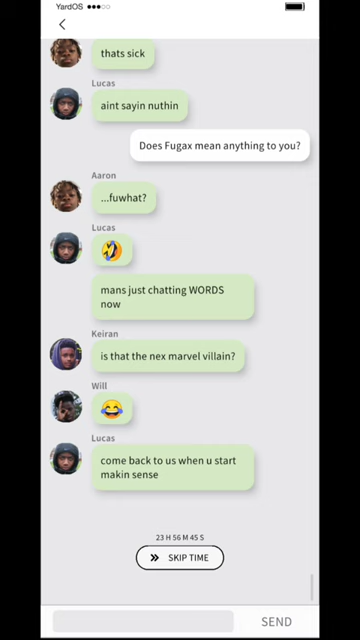 YardOS
thats sick
Lucas
aint sayin nuthin
Does Fugax mean anything to you?
Aaron
...fuwhat?
Lucas
🤣
mans just chatting WORDS
now
Keiran
is that the nex marvel villain?
Will
😂
Lucas
come back to us when u start
makin sense
23 H 56 M 45 S
SKIP TIME
SEND